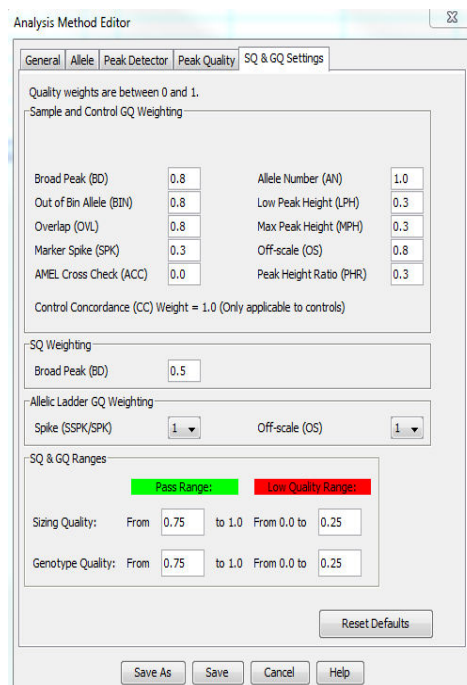 Analysis Method Editor
General Allele Peak Detector Peak Quality SQ & GQ Settings
Quality weights are between 0 and 1.
Sample and Control GQ Weighting
Broad Peak (BD) 0.8 Allele Number (AN) 1.0
Out of Bin Allele (BIN) 0.8 Low Peak Height (LPH) 0.3
Overlap (OVL) 0.8 Max Peak Height (MPH) 0.3
Marker Spike (SPK) 0.3 Off-scale (OS) 0.8
AMEL Cross Check (ACC) 0.0 Peak Height Ratio (PHR) 0.3
Control Concordance (CC) Weight = 1.0 (Only applicable to controls)
SQ Weighting
Broad Peak (BD) 0.5
Allelic Ladder GQ Weighting
Spike (SSPK/SPK) 1 Off-scale (OS) 1
SQ & GQ Ranges
Pass Range: Low Quality Range:
Sizing Quality: From 0.75 to 1.0 From 0.0 to 0.25
Genotype Quality: From 0.75 to 1.0 From 0.0 to 0.25
Reset Defaults
Save As Save Cancel Help